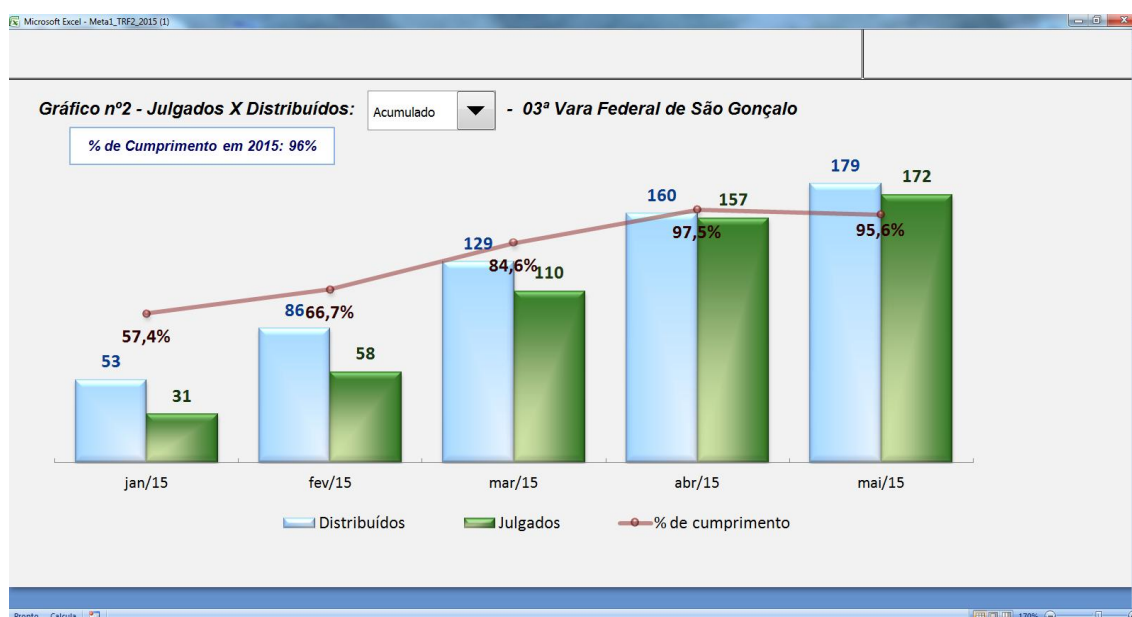 Microsoft Excel - Meta1_TRF2_2015 (1)
Gráfico nº2 - Julgados X Distribuídos: Acumulado - 03ª Vara Federal de São Gonçalo
% de Cumprimento em 2015: 96%
179
172
160
157
97,5%
95,6%
129
84,6%
110
86
66,7%
57,4%
53
58
31
jan/15 fev/15 mar/15 abr/15 mai/15
Distribuídos Julgados % de cumprimento
Pronto Calcula 170%